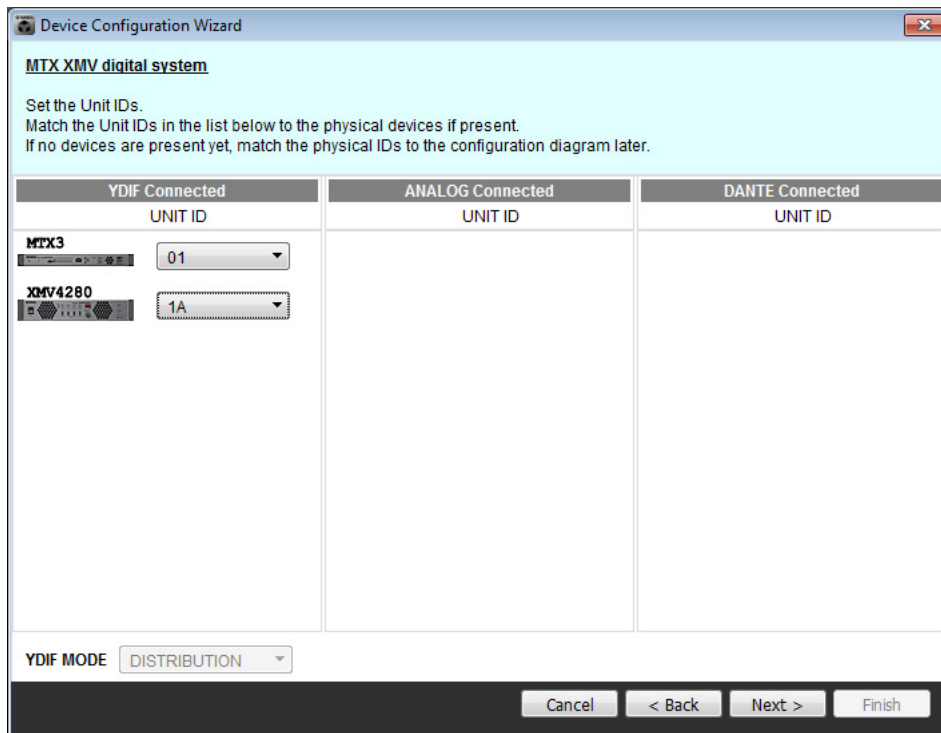 Device Configuration Wizard
MTX XMV digital system
Set the Unit IDs.
Match the Unit IDs in the list below to the physical devices if present.
If no devices are present yet, match the physical IDs to the configuration diagram later.
YDIF Connected
ANALOG Connected
DANTE Connected
UNIT ID
UNIT ID
UNIT ID
MTX3
01
XMV4280
1A
YDIF MODE
DISTRIBUTION
Cancel
< Back
Next >
Finish